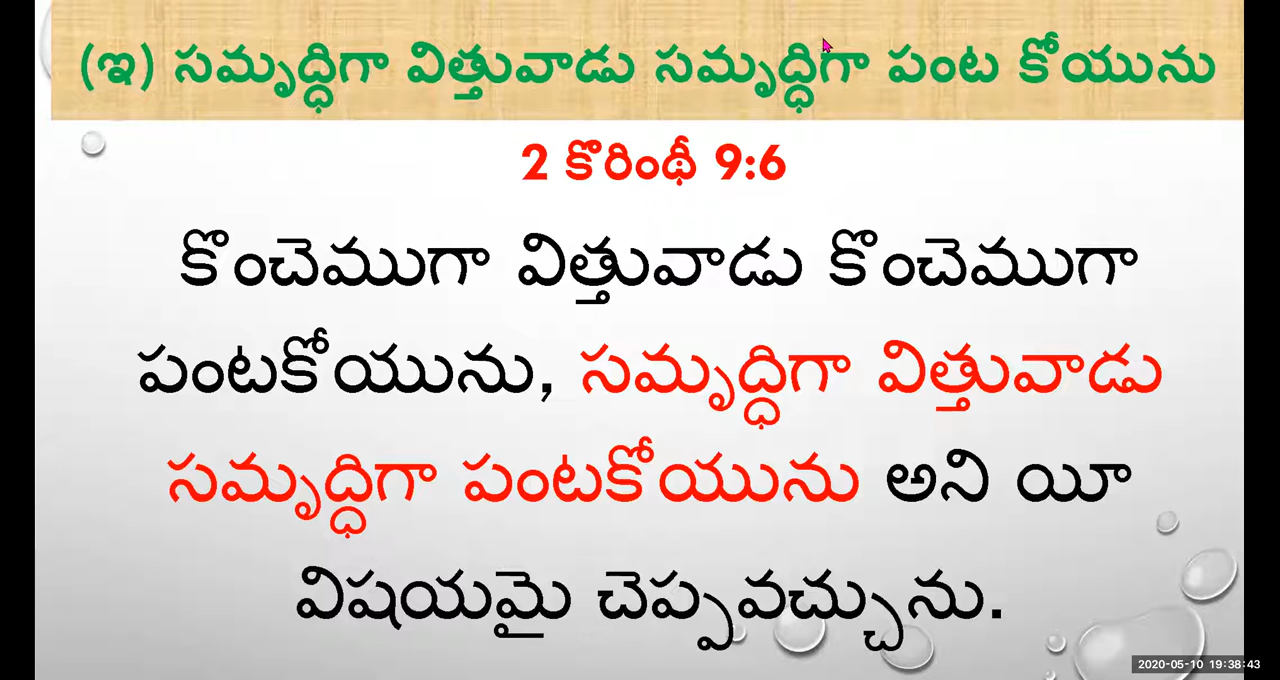 (ఇ) సమృద్ధిగా విత్తువాడు సమృద్ధిగా పంట కోయును
2 కొరింథీ 9:6
కొంచెముగా విత్తువాడు కొంచెముగా
పంటకోయును, సమృద్ధిగా విత్తువాడు
సమృద్ధిగా పంటకోయును అని యీ
విషయమై చెప్పవచ్చును.
2020-05-10 19:38:43